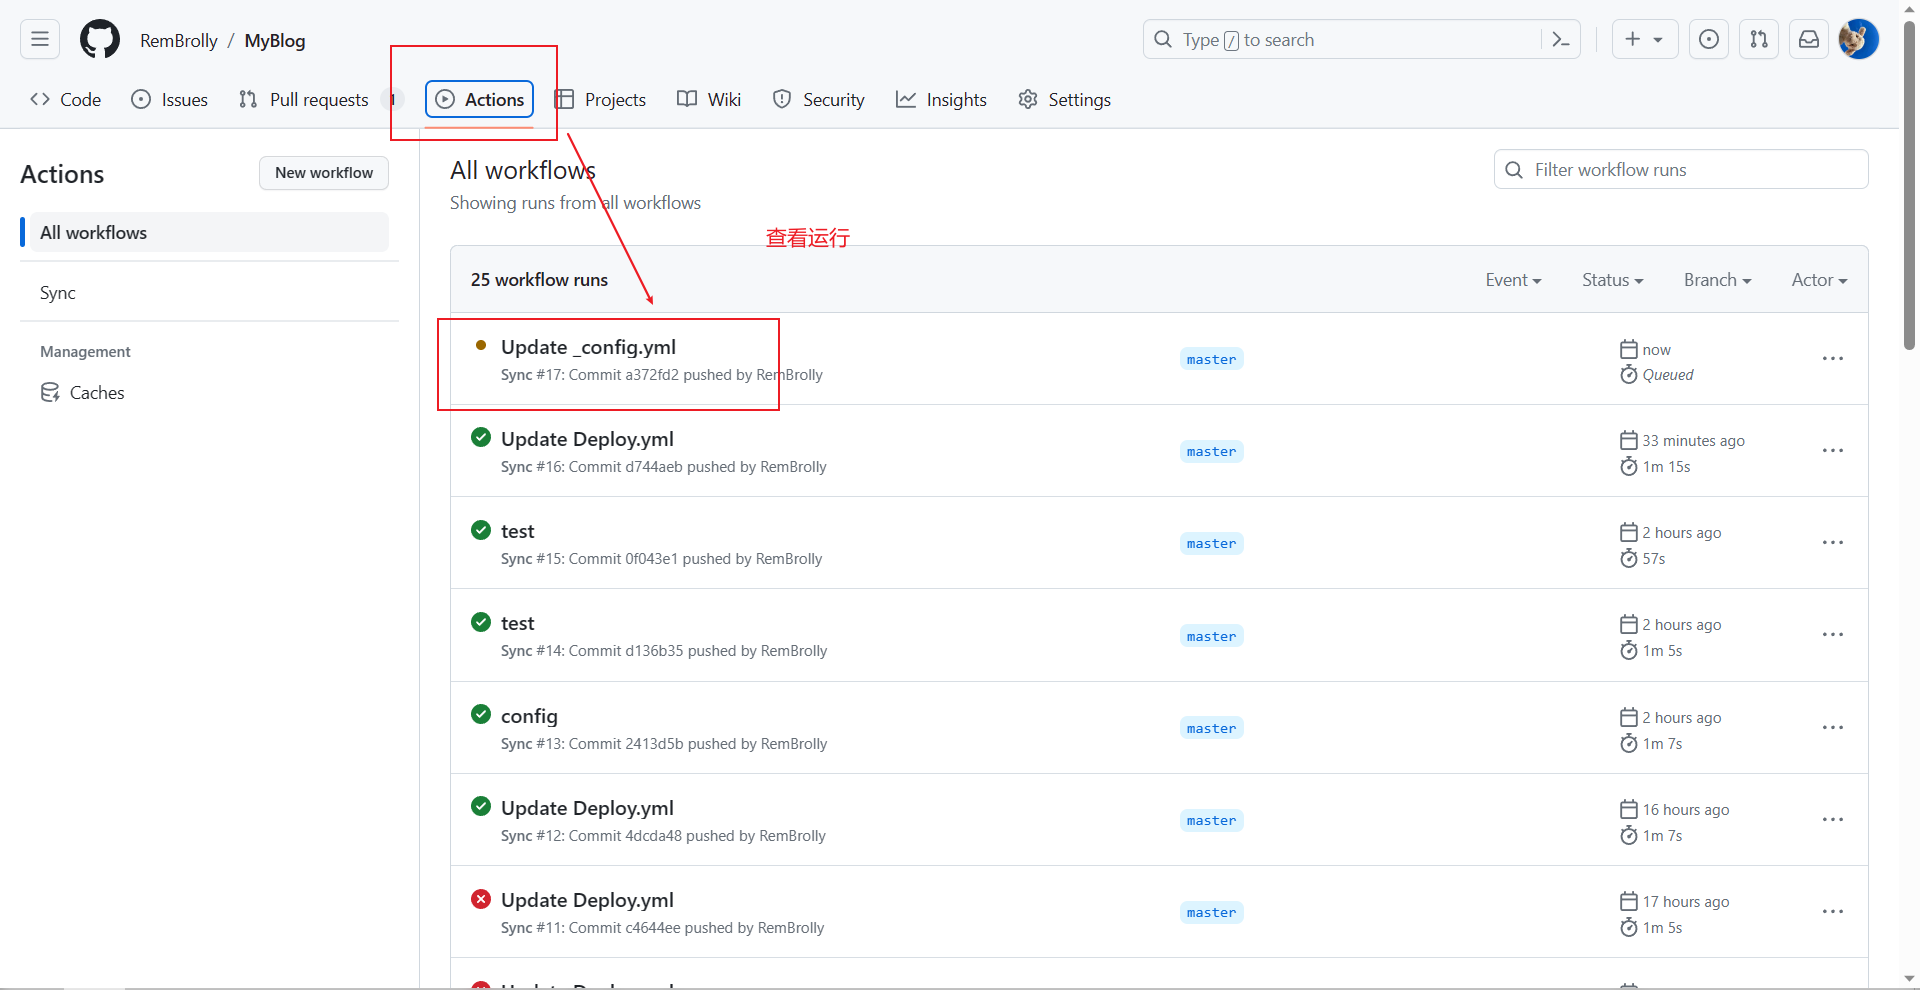 RemBrolly / MyBlog
Type / to search
Code
Issues
Pull requests
Actions
Projects
Wiki
Security
Insights
Settings
Actions
New workflow
All workflows
Sync
Management
Caches
All workflows
Showing runs from all workflows
Filter workflow runs
查看运行
25 workflow runs
Event
Status
Branch
Actor
Update _config.yml
Sync #17: Commit a372fd2 pushed by RemBrolly
master
now
Queued
Update Deploy.yml
Sync #16: Commit d744aeb pushed by RemBrolly
master
33 minutes ago
1m 15s
test
Sync #15: Commit 0f043e1 pushed by RemBrolly
master
2 hours ago
57s
test
Sync #14: Commit d136b35 pushed by RemBrolly
master
2 hours ago
1m 5s
config
Sync #13: Commit 2413d5b pushed by RemBrolly
master
2 hours ago
1m 7s
Update Deploy.yml
Sync #12: Commit 4dcda48 pushed by RemBrolly
master
16 hours ago
1m 7s
Update Deploy.yml
Sync #11: Commit c4644ee pushed by RemBrolly
master
17 hours ago
1m 5s